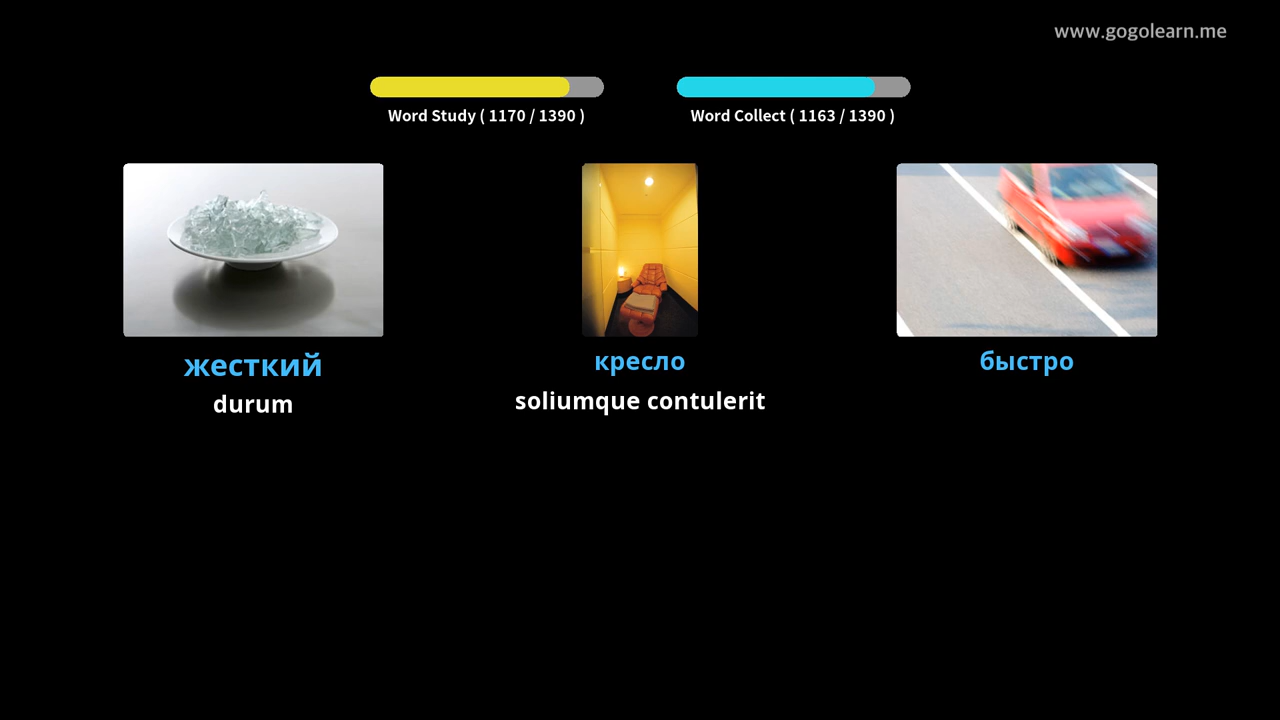 www.gogolearn.me
Word Study ( 1170 / 1390 )
Word Collect ( 1163 / 1390 )
жесткий
durum
кресло
soliumque contulerit
быстро